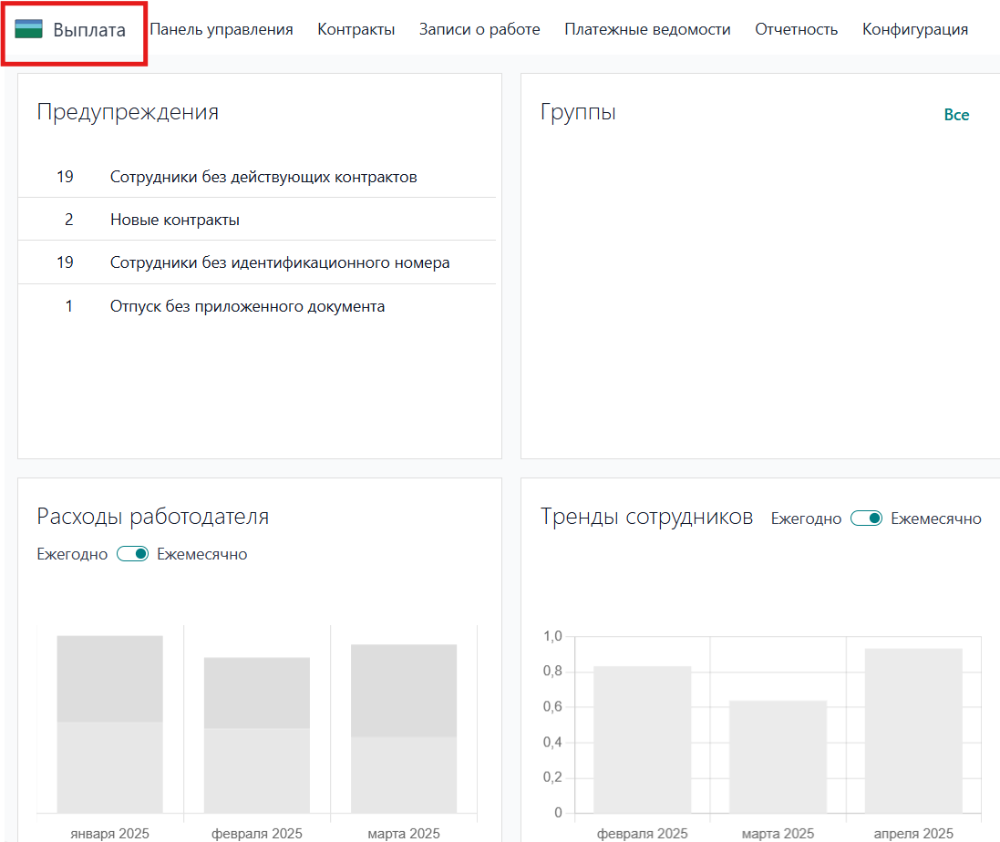 Выплата Панель управления Контракты Записи о работе Платежные ведомости Отчетность Конфигурация
Предупреждения
19 Сотрудники без действующих контрактов
2 Новые контракты
19 Сотрудники без идентификационного номера
1 Отпуск без приложенного документа
Группы Все
Расходы работодателя
Ежегодно Ежемесячно
января 2025 февраля 2025 марта 2025
Тренды сотрудников Ежегодно Ежемесячно
1,0
0,8
0,6
0,4
0,2
0
февраля 2025 марта 2025 апреля 2025